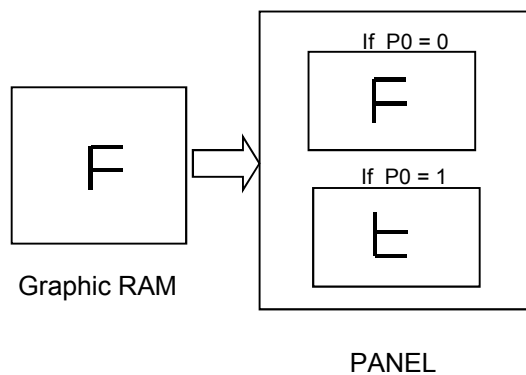 If P0 = 0
F
F
If P0 = 1
Graphic RAM
PANEL